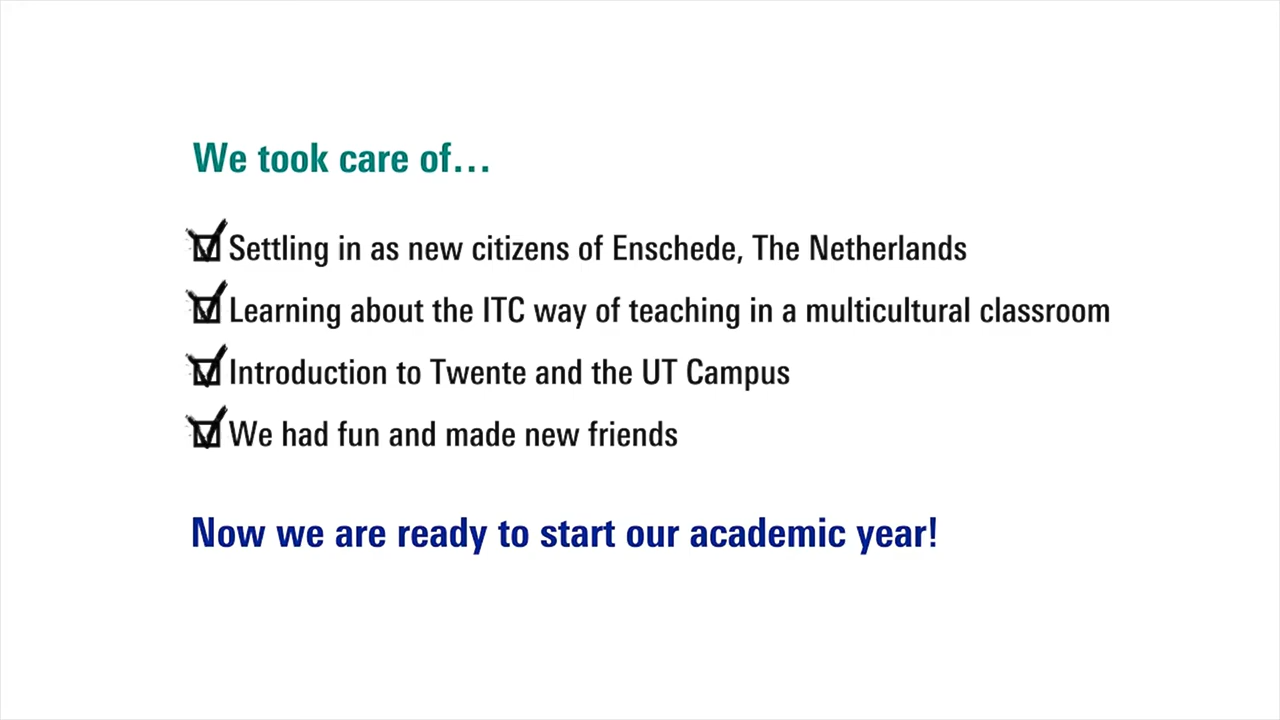 We took care of...
Settling in as new citizens of Enschede, The Netherlands
Learning about the ITC way of teaching in a multicultural classroom
Introduction to Twente and the UT Campus
We had fun and made new friends
Now we are ready to start our academic year!